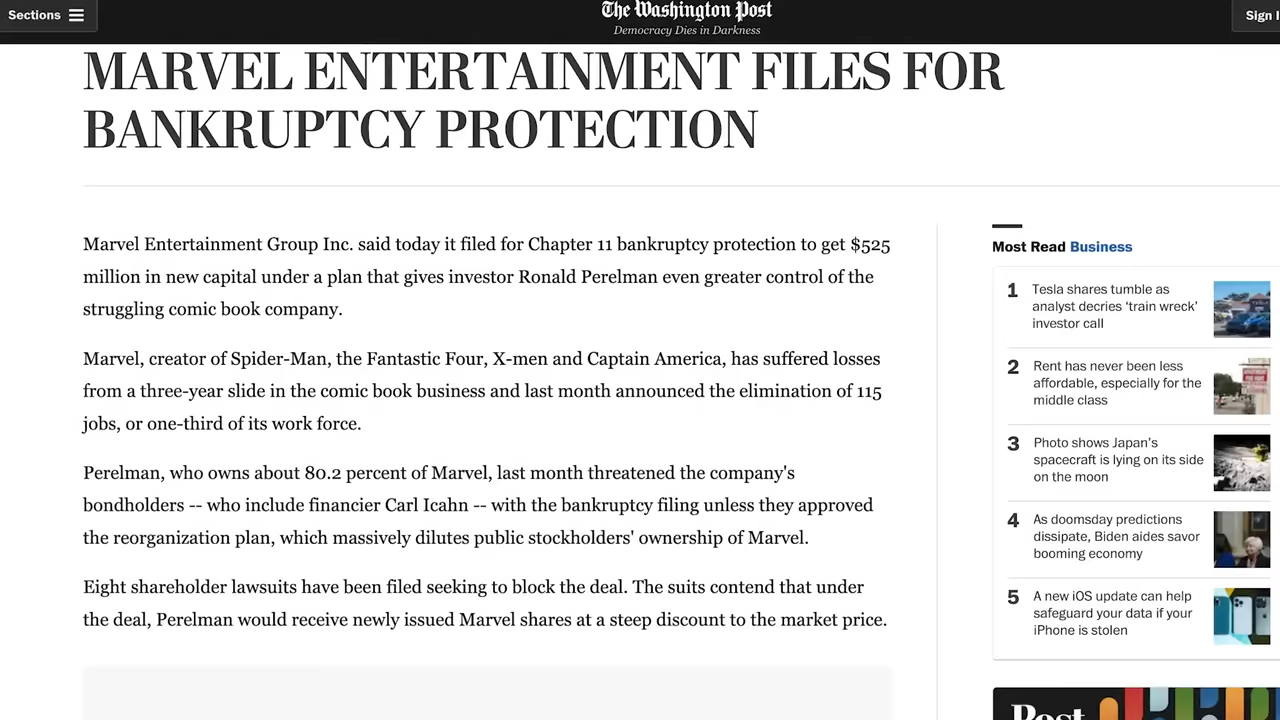 Sections
The Washington Post
Democracy Dies in Darkness
Sign
MARVEL ENTERTAINMENT FILES FOR
BANKRUPTCY PROTECTION
Marvel Entertainment Group Inc. said today it filed for Chapter 11 bankruptcy protection to get $525
million in new capital under a plan that gives investor Ronald Perelman even greater control of the
struggling comic book company.
Marvel, creator of Spider-Man, the Fantastic Four, X-men and Captain America, has suffered losses
from a three-year slide in the comic book business and last month announced the elimination of 115
jobs, or one-third of its work force.
Perelman, who owns about 80.2 percent of Marvel, last month threatened the company's
bondholders -- who include financier Carl Icahn -- with the bankruptcy filing unless they approved
the reorganization plan, which massively dilutes public stockholders' ownership of Marvel.
Eight shareholder lawsuits have been filed seeking to block the deal. The suits contend that under
the deal, Perelman would receive newly issued Marvel shares at a steep discount to the market price.
Most Read Business
1 Tesla shares tumble as
analyst decries ‘train wreck’
investor call
2 Rent has never been less
affordable, especially for the
middle class
3 Photo shows Japan’s
spacecraft is lying on its side
on the moon
4 As doomsday predictions
dissipate, Biden aides savor
booming economy
5 A new iOS update can help
safeguard your data if your
iPhone is stolen
Post